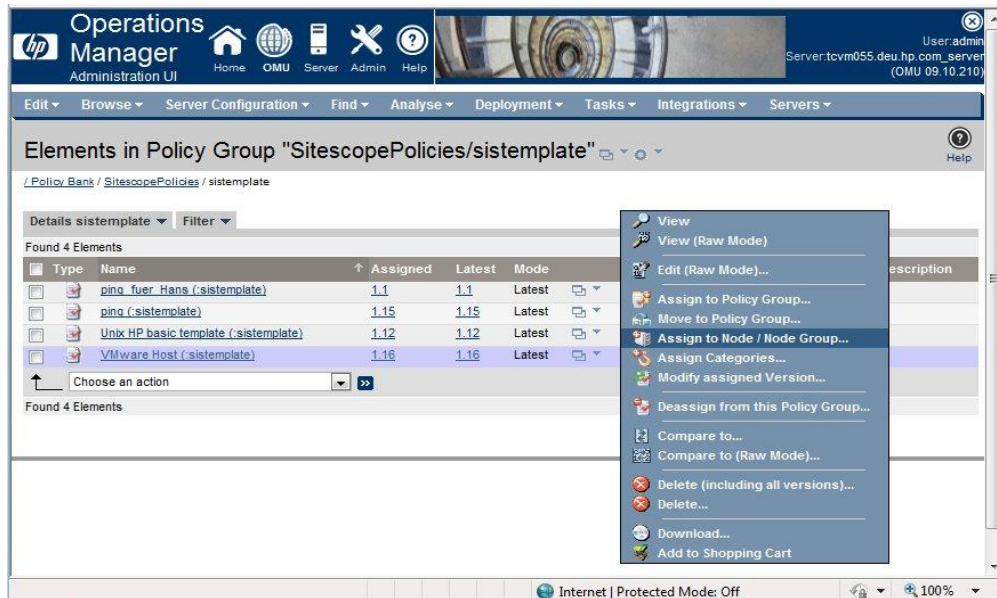 hp
Operations
Manager
Administration UI
Home OMU Server Admin Help
User:admin
Server:tcvm055.deu.hp.com_server
(OMU 09.10.210)
Edit Browse Server Configuration Find Analyse Deployment Tasks Integrations Servers
Elements in Policy Group "SitescopePolicies/sistemplate"
Help
/ Policy Bank / SitescopePolicies / sistemplate
Details sistemplate Filter
Found 4 Elements
Type Name Assigned Latest Mode escription
ping_fuer_Hans (:sistemplate) 1.1 1.1 Latest
ping (:sistemplate) 1.15 1.15 Latest
Unix HP basic template (:sistemplate) 1.12 1.12 Latest
VMware Host (:sistemplate) 1.16 1.16 Latest
Choose an action
Found 4 Elements
View
View (Raw Mode)
Edit (Raw Mode)...
Assign to Policy Group...
Move to Policy Group...
Assign to Node / Node Group...
Assign Categories...
Modify assigned Version...
Deassign from this Policy Group...
Compare to...
Compare to (Raw Mode)...
Delete (including all versions)...
Delete...
Download...
Add to Shopping Cart
Internet | Protected Mode: Off 100%